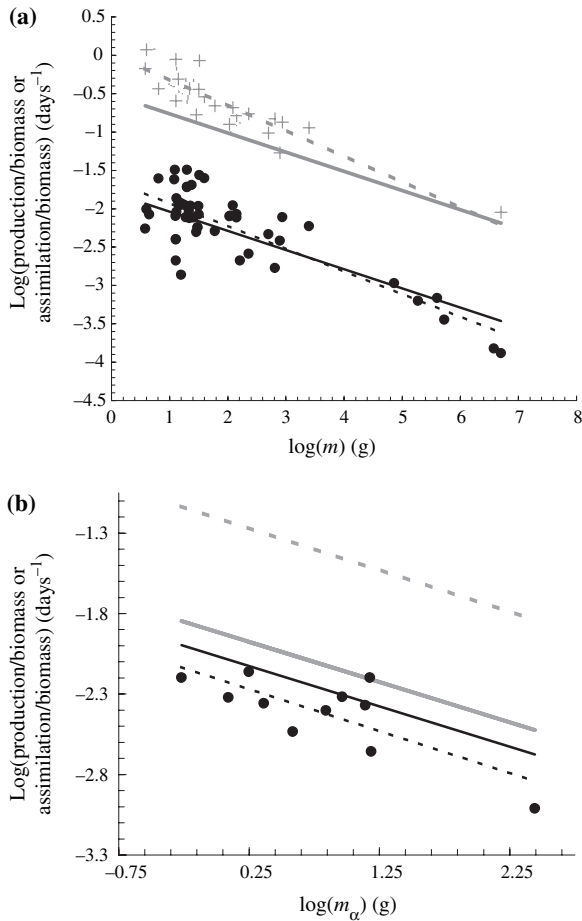 (a)
Log(production/biomass or
assimilation/biomass) (days−1)
0.5
0
−0.5
−1
−1.5
−2
−2.5
−3
−3.5
−4
−4.5
0 1 2 3 4 5 6 7 8
log(m) (g)
(b)
Log(production/biomass or
assimilation/biomass) (days−1)
−1.3
−1.8
−2.3
−2.8
−3.3
−0.75 0.25 1.25 2.25
log(mα) (g)